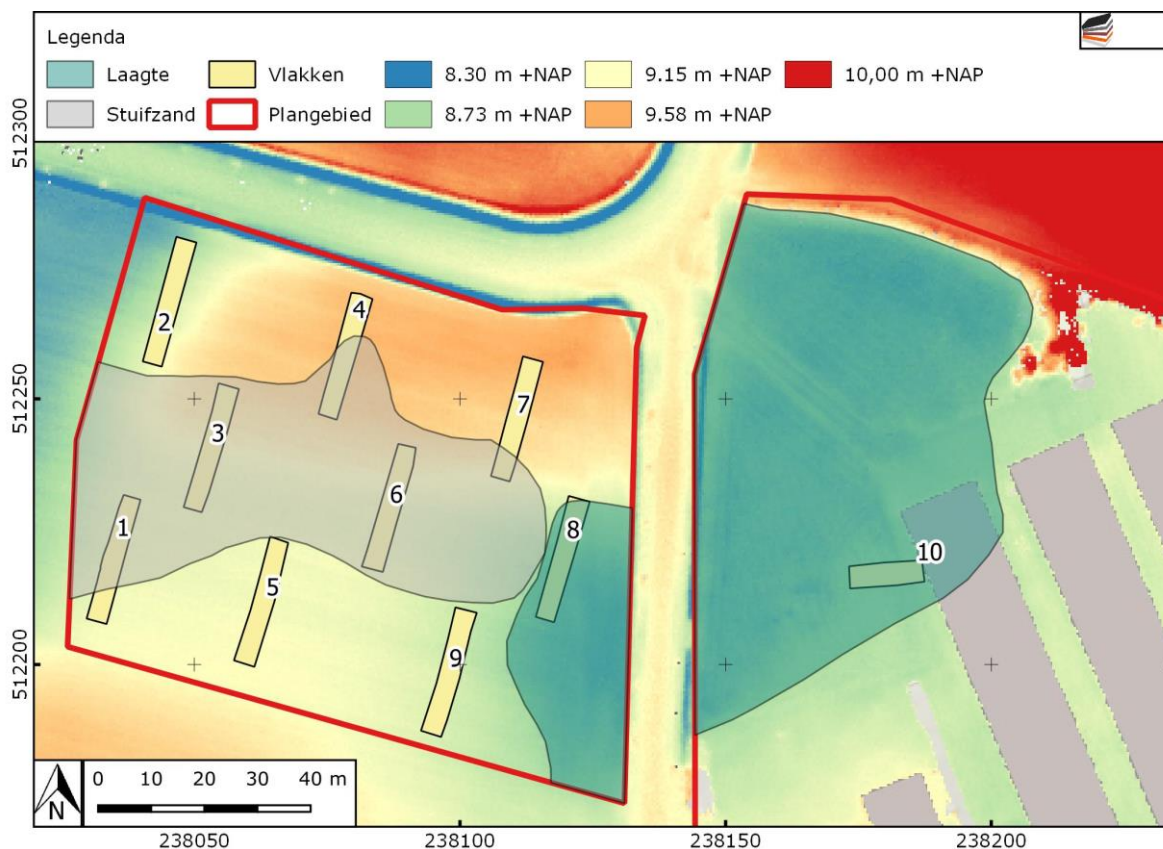 Legenda
Laagte Vlakken 8.30 m +NAP 9.15 m +NAP 10,00 m +NAP
Stuifzand Plangebied 8.73 m +NAP 9.58 m +NAP
512300
512250
512200
2
4
3
7
6
1
8
5
10
9
N
0 10 20 30 40 m
238050 238100 238150 238200